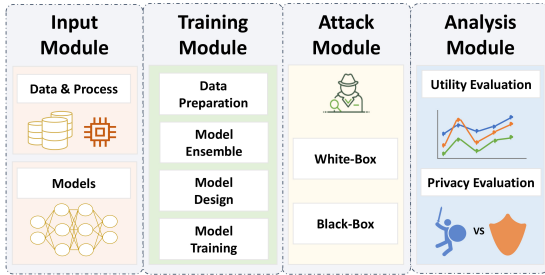 Input
Module
Data & Process
Models
Training
Module
Data
Preparation
Model
Ensemble
Model
Design
Model
Training
Attack
Module
White-Box
Black-Box
Analysis
Module
Utility Evaluation
Privacy Evaluation
VS